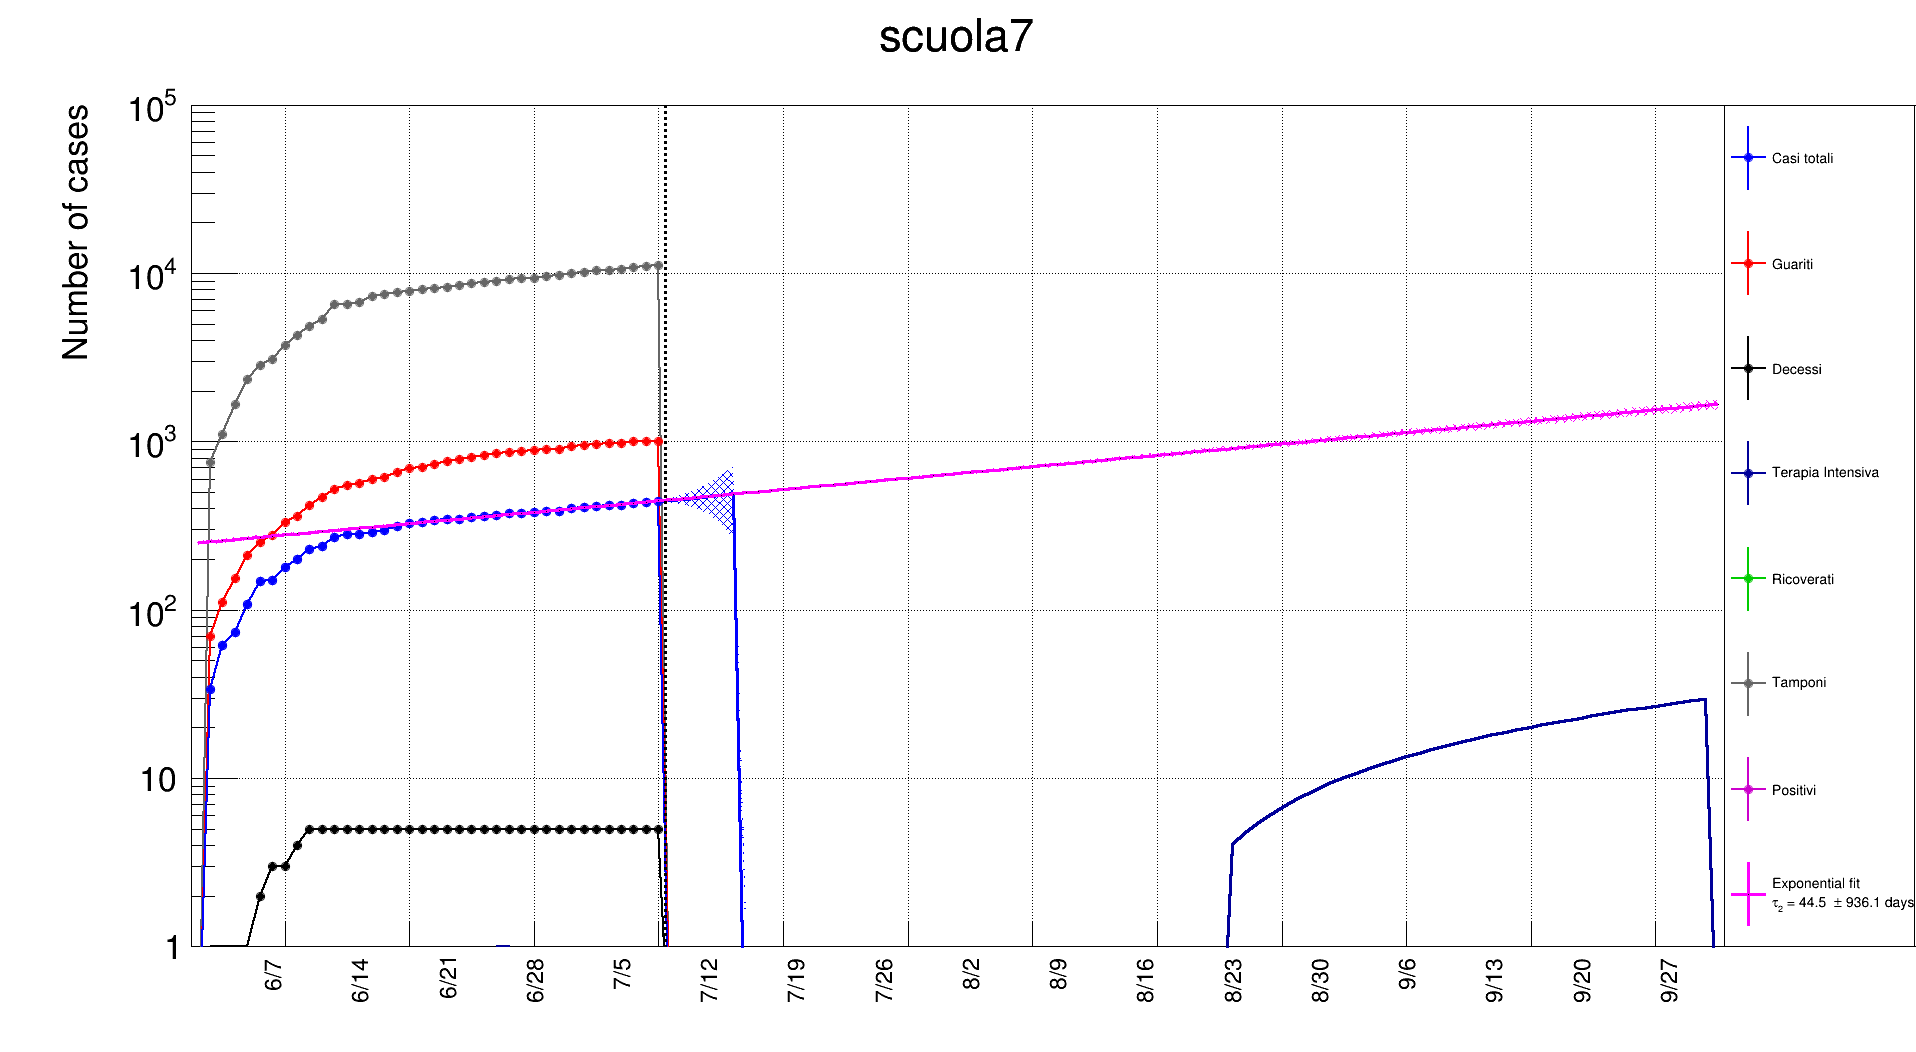 scuola7
Number of cases
10^5
10^4
10^3
10^2
10
1
6/7
6/14
6/21
6/28
7/5
7/12
7/19
7/26
8/2
8/9
8/16
8/23
8/30
9/6
9/13
9/20
9/27
Casi totali
Guariti
Decessi
Terapia Intensiva
Ricoverati
Tamponi
Positivi
Exponential fit
τ_2 = 44.5 ± 936.1 days